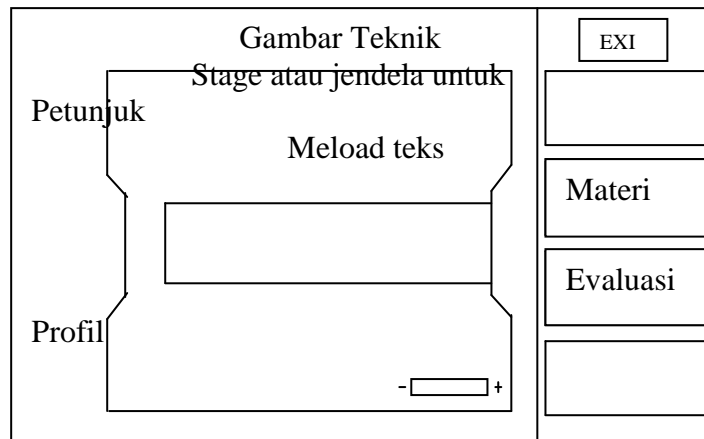 Gambar Teknik
EXI
Stage atau jendela untuk
Petunjuk
Meload teks
Materi
Evaluasi
Profil
- +